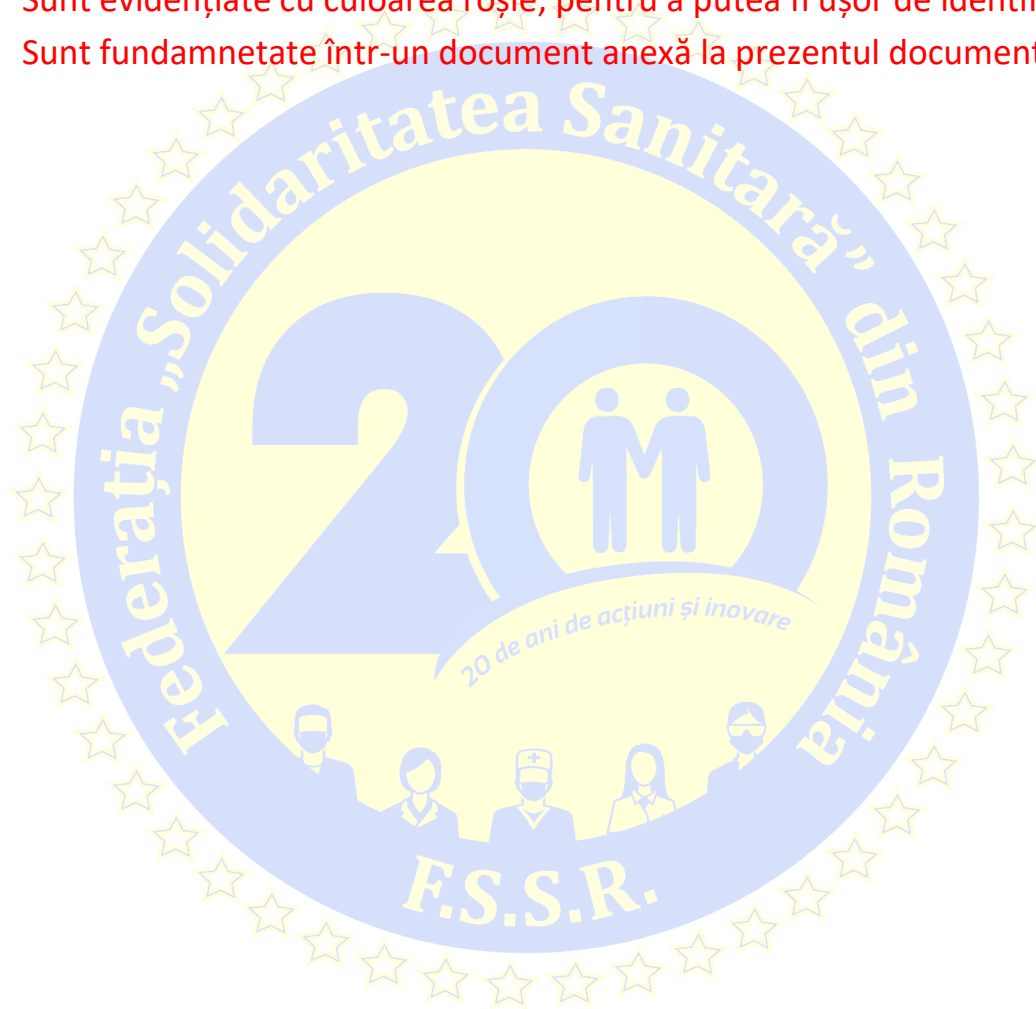 Sunt evidențiate cu culoarea roșie, pentru a putea fi ușor de
Sunt fundamnetate într-un document anexă la prezentul document
Federația „Solidaritatea Sanitară” din România
20
20 de ani de acțiuni și inovare
F.S.S.R.